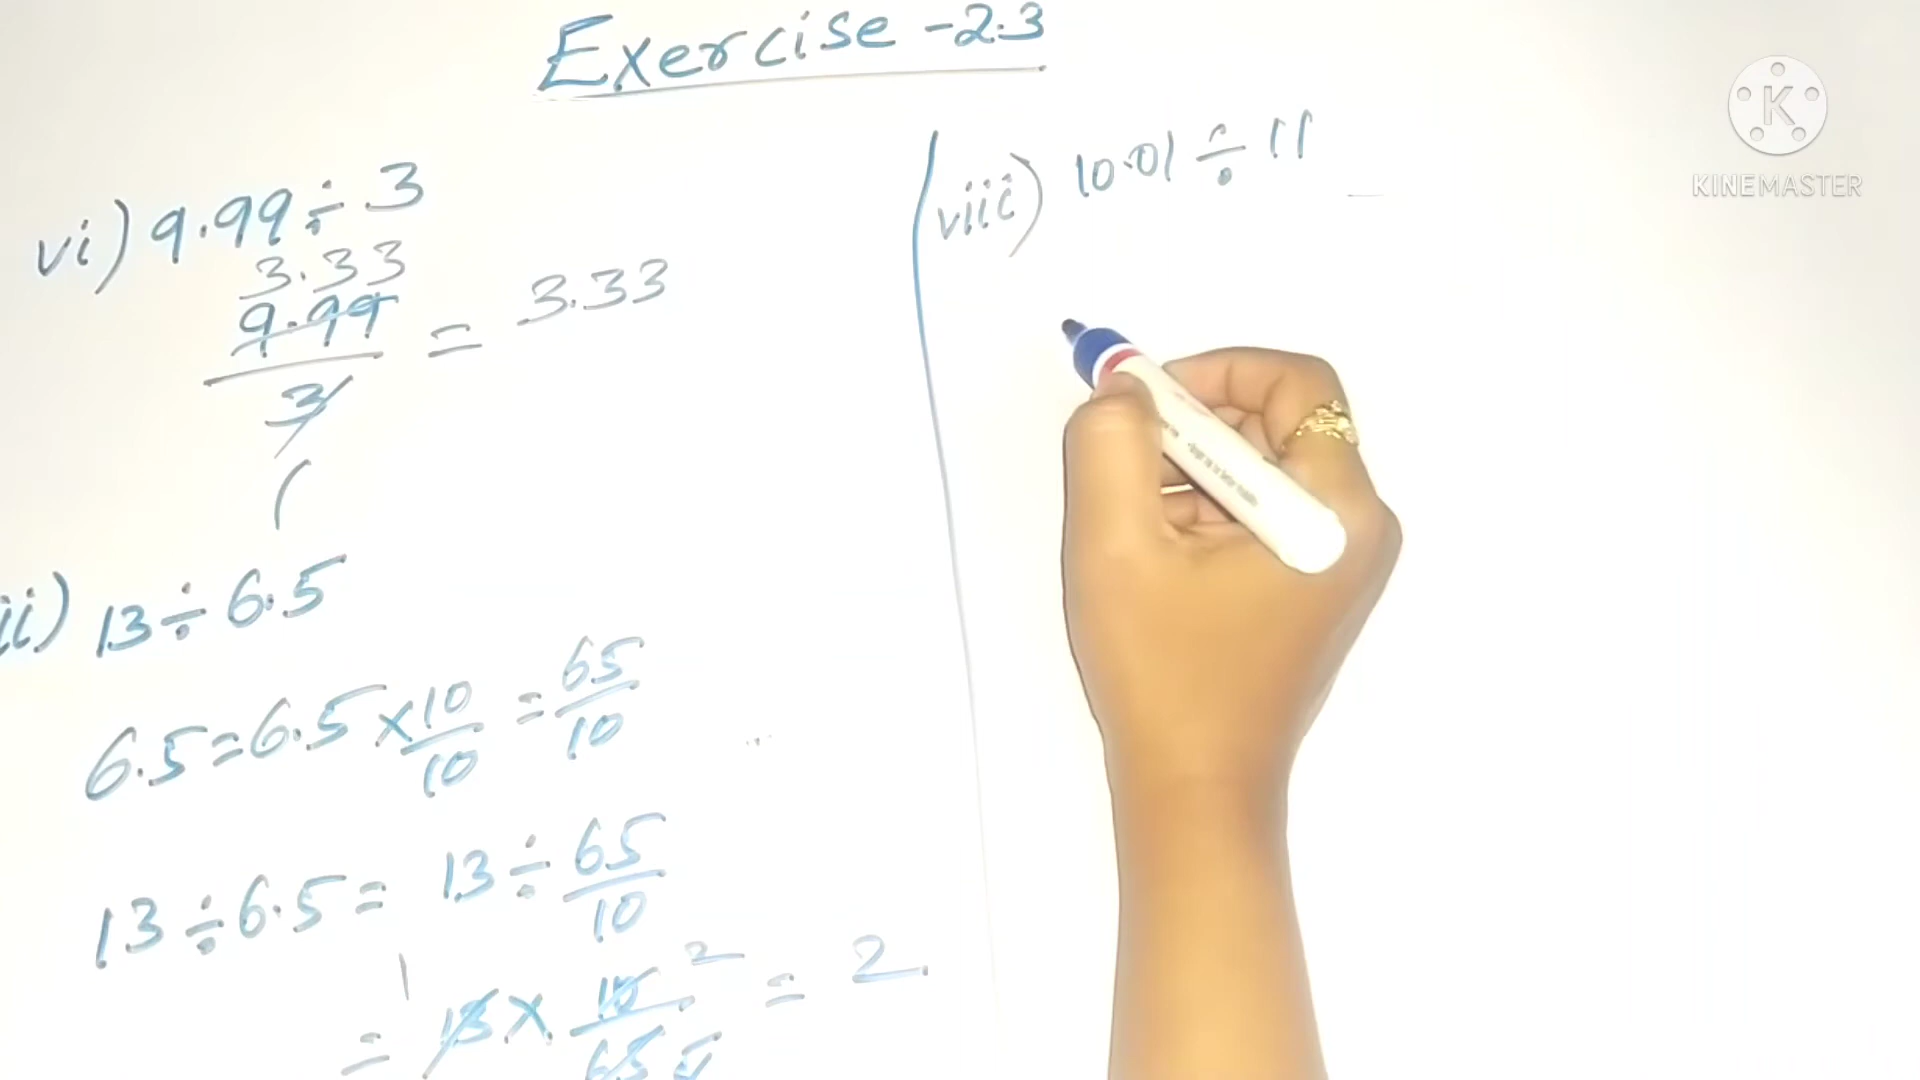 Exercise -2.3
vi) 9.99 ÷ 3
3.33
9.99 = 3.33
3
ii) 13 ÷ 6.5
6.5 = 6.5 × 10/10 = 65/10
13 ÷ 6.5 = 13 ÷ 65/10
1 2
= 13 × 10/65 = 2
5
viii) 10.01 ÷ 11
KINEMASTER